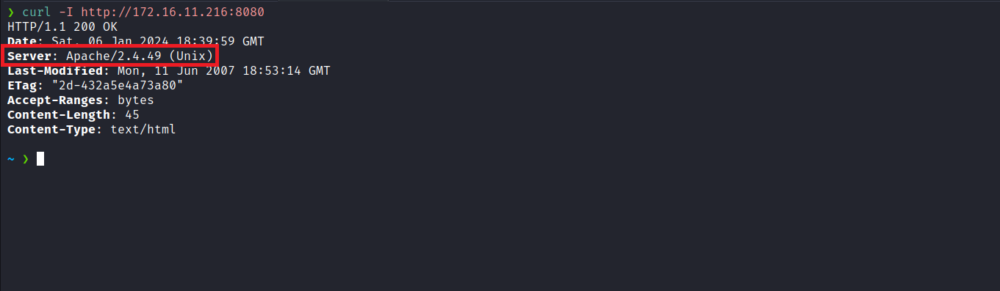 ❯ curl -I http://172.16.11.216:8080
HTTP/1.1 200 OK
Date: Sat, 06 Jan 2024 18:39:59 GMT
Server: Apache/2.4.49 (Unix)
Last-Modified: Mon, 11 Jun 2007 18:53:14 GMT
ETag: "2d-432a5e4a73a80"
Accept-Ranges: bytes
Content-Length: 45
Content-Type: text/html
~ ❯